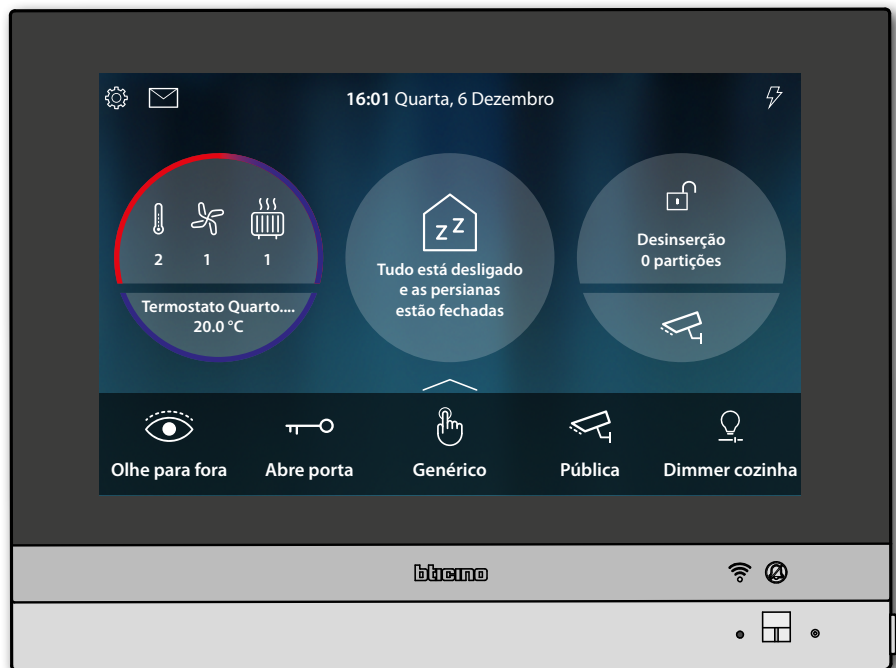 16:01 Quarta, 6 Dezembro
2 1 1
Termostato Quarto....
20.0 °C
zZ
Tudo está desligado
e as persianas
estão fechadas
Desinserção
0 partições
Olhe para fora
Abre porta
Genérico
Pública
Dimmer cozinha
bticino